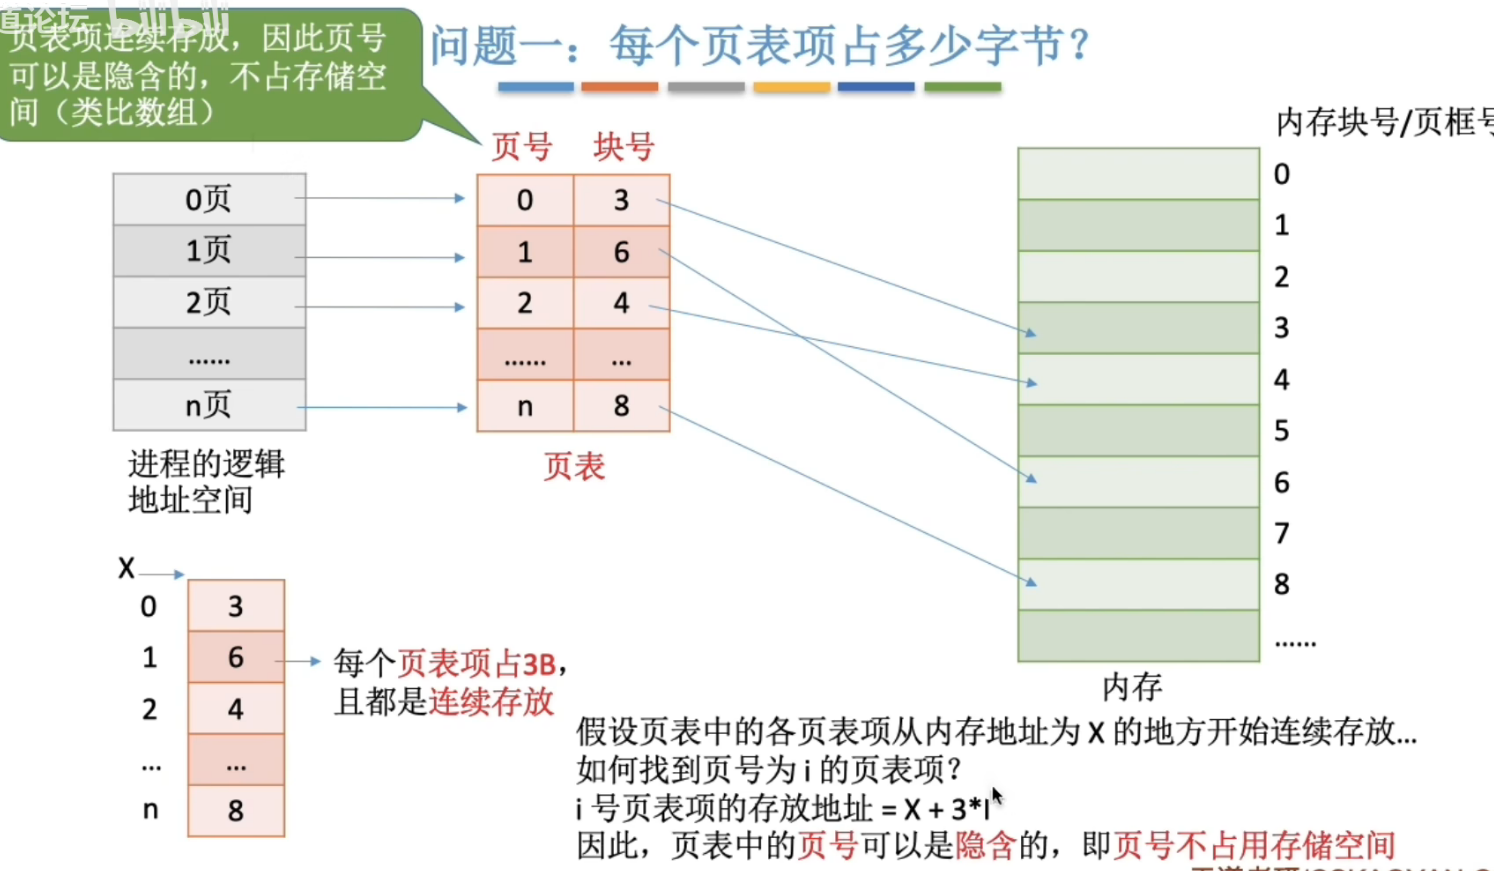 道论坛 bilibili
问题一：每个页表项占多少字节？
页表项连续存放，因此页号
可以是隐含的，不占存储空
间（类比数组）
页号 块号
内存块号/页框号
0页
1页
2页
......
n页
进程的逻辑
地址空间
0 3
1 6
2 4
...... ...
n 8
页表
0
1
2
3
4
5
6
7
8
......
内存
X
0 3
1 6
2 4
... ...
n 8
每个页表项占3B，
且都是连续存放
假设页表中的各页表项从内存地址为 X 的地方开始连续存放...
如何找到页号为 i 的页表项？
i 号页表项的存放地址 = X + 3*I
因此，页表中的页号可以是隐含的，即页号不占用存储空间